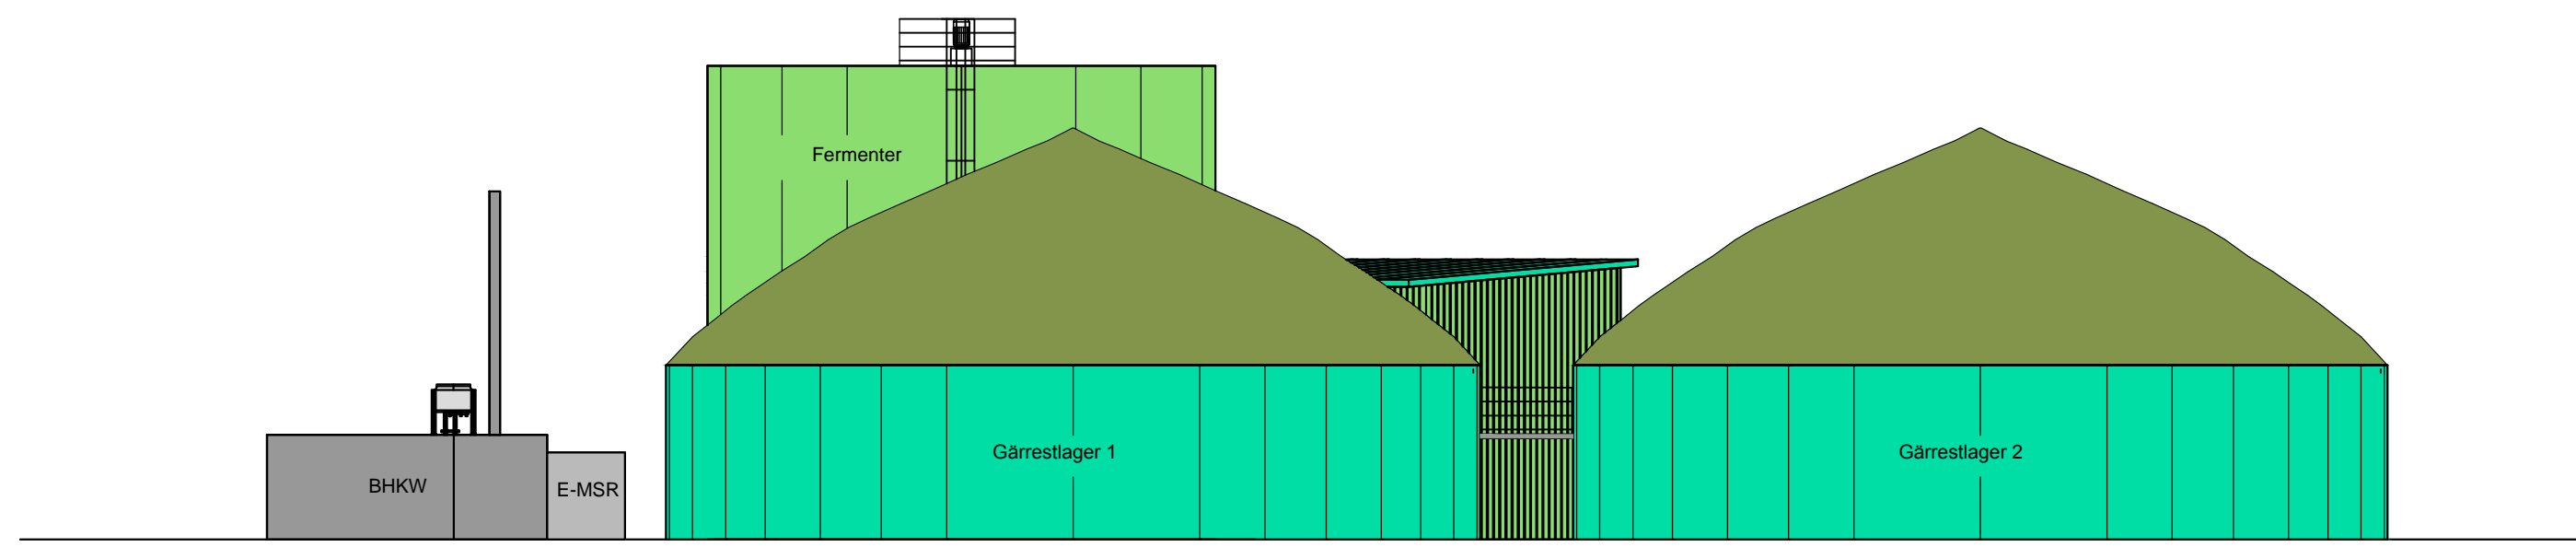 Fermenter
Gärrestlager 1
Gärrestlager 2
BHKW
E-MSR